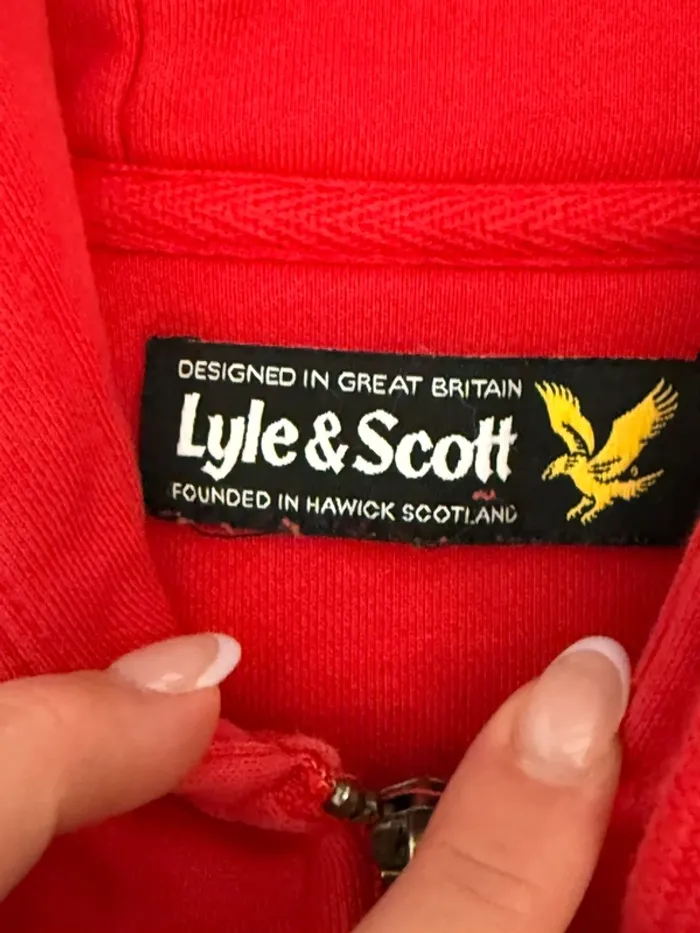 DESIGNED IN GREAT BRITAIN
Lyle & Scott
FOUNDED IN HAWICK SCOTLAND